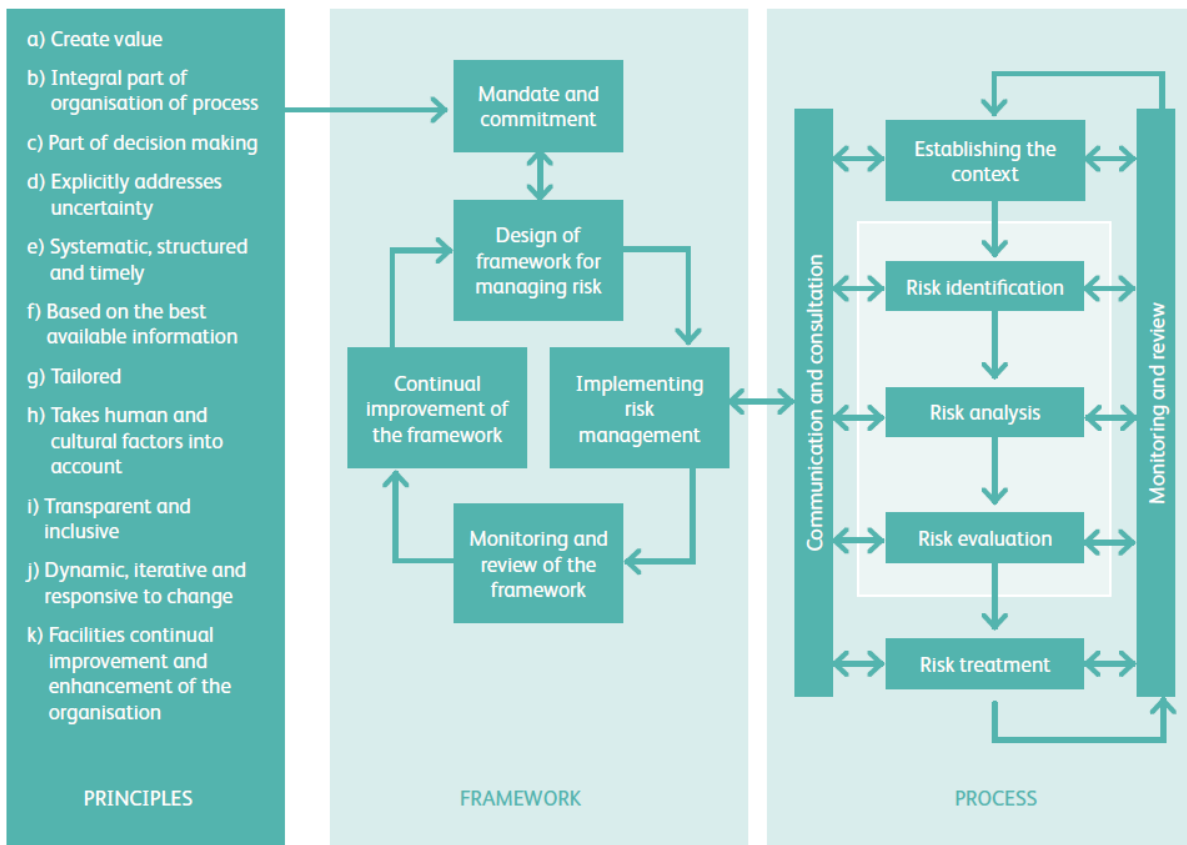 a) Create value
b) Integral part of
organisation of process
c) Part of decision making
d) Explicitly addresses
uncertainty
e) Systematic, structured
and timely
f) Based on the best
available information
g) Tailored
h) Takes human and
cultural factors into
account
i) Transparent and
inclusive
j) Dynamic, iterative and
responsive to change
k) Facilities continual
improvement and
enhancement of the
organisation
PRINCIPLES
Mandate and
commitment
Design of
framework for
managing risk
Continual
improvement of
the framework
Implementing
risk
management
Monitoring and
review of the
framework
FRAMEWORK
Communication and consultation
Establishing the
context
Risk identification
Risk analysis
Risk evaluation
Risk treatment
Monitoring and review
PROCESS